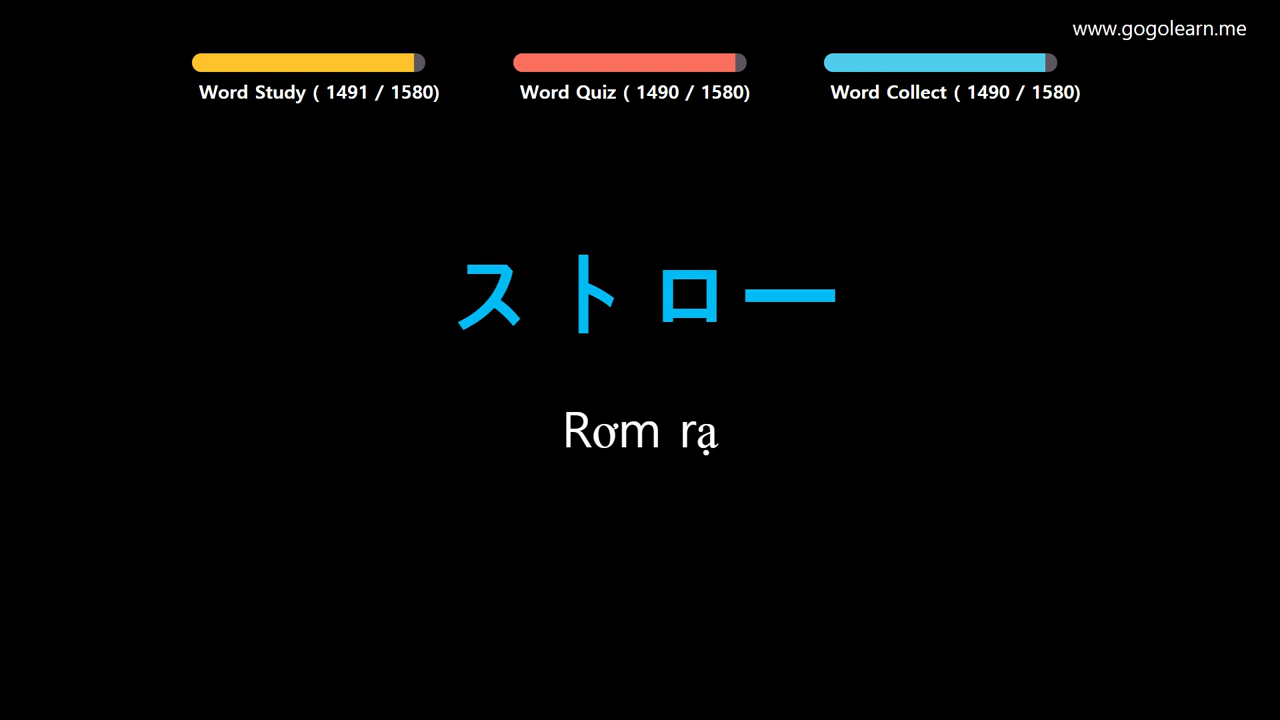 www.gogolearn.me
Word Study ( 1491 / 1580)
Word Quiz ( 1490 / 1580)
Word Collect ( 1490 / 1580)
ストロー
Rơm rạ